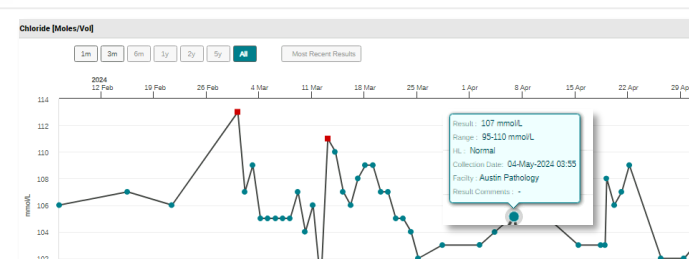 Chloride [Moles/Vol]
1m 3m 6m 1y 2y 5y All Most Recent Results
2024
12 Feb 19 Feb 26 Feb 4 Mar 11 Mar 18 Mar 25 Mar 1 Apr 8 Apr 15 Apr 22 Apr 29 Ap
114
112
110
108
106
104
102
mmol/L
Result : 107 mmol/L
Range : 95-110 mmol/L
HL : Normal
Collection Date: 04-May-2024 03:55
Facility : Austin Pathology
Result Comments : -